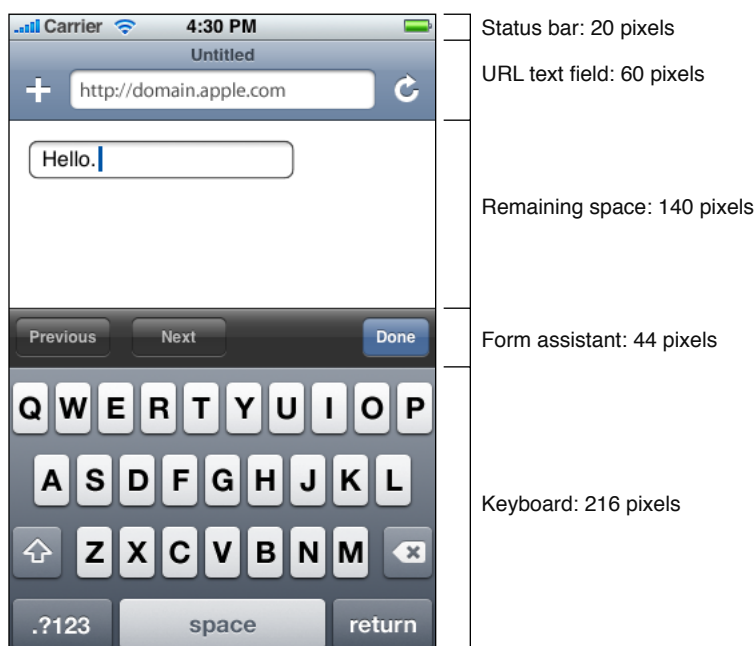 Carrier 4:30 PM
Status bar: 20 pixels
Untitled
URL text field: 60 pixels
http://domain.apple.com
Hello.
Remaining space: 140 pixels
Previous Next Done
Form assistant: 44 pixels
Q W E R T Y U I O P
A S D F G H J K L
Keyboard: 216 pixels
Z X C V B N M
.?123 space return